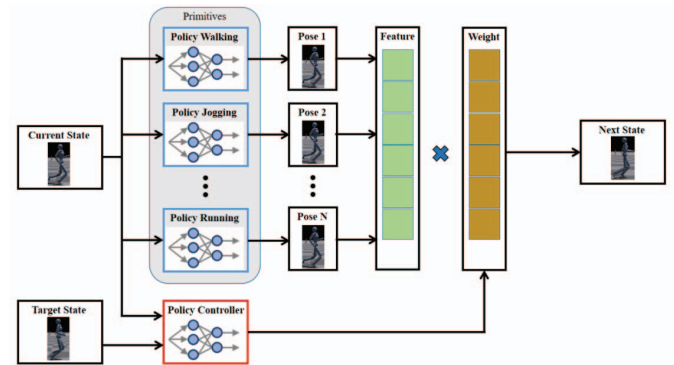 Primitives
Policy Walking
Pose 1
Feature
Weight
Policy Jogging
Pose 2
Current State
Next State
Policy Running
Pose N
Target State
Policy Controller